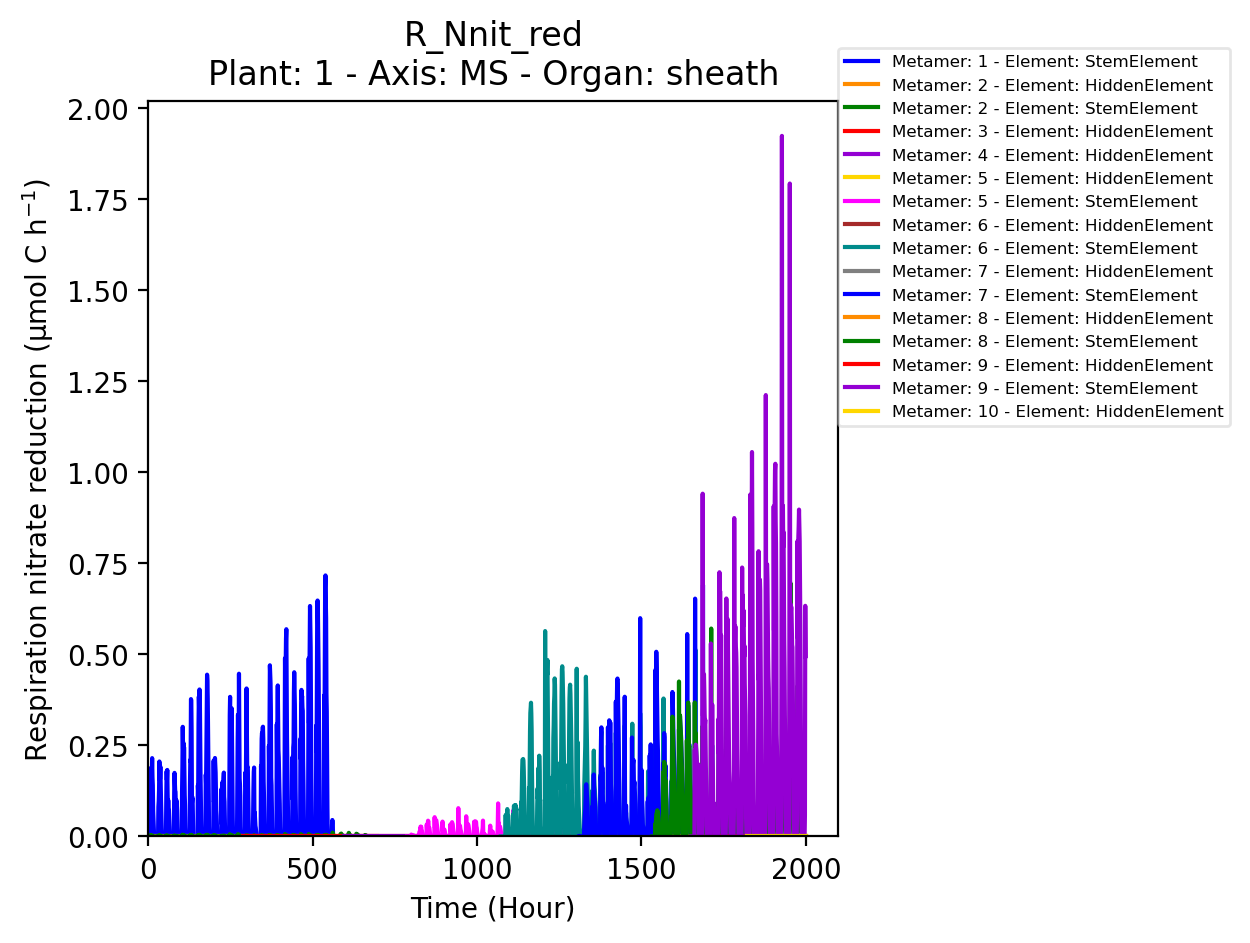 R_Nnit_red
Plant: 1 - Axis: MS - Organ: sheath
Metamer: 1 - Element: StemElement
Metamer: 2 - Element: HiddenElement
Metamer: 2 - Element: StemElement
Metamer: 3 - Element: HiddenElement
Metamer: 4 - Element: HiddenElement
Metamer: 5 - Element: HiddenElement
Metamer: 5 - Element: StemElement
Metamer: 6 - Element: HiddenElement
Metamer: 6 - Element: StemElement
Metamer: 7 - Element: HiddenElement
Metamer: 7 - Element: StemElement
Metamer: 8 - Element: HiddenElement
Metamer: 8 - Element: StemElement
Metamer: 9 - Element: HiddenElement
Metamer: 9 - Element: StemElement
Metamer: 10 - Element: HiddenElement
Respiration nitrate reduction (µmol C h⁻¹)
2.00
1.75
1.50
1.25
1.00
0.75
0.50
0.25
0.00
0 500 1000 1500 2000
Time (Hour)